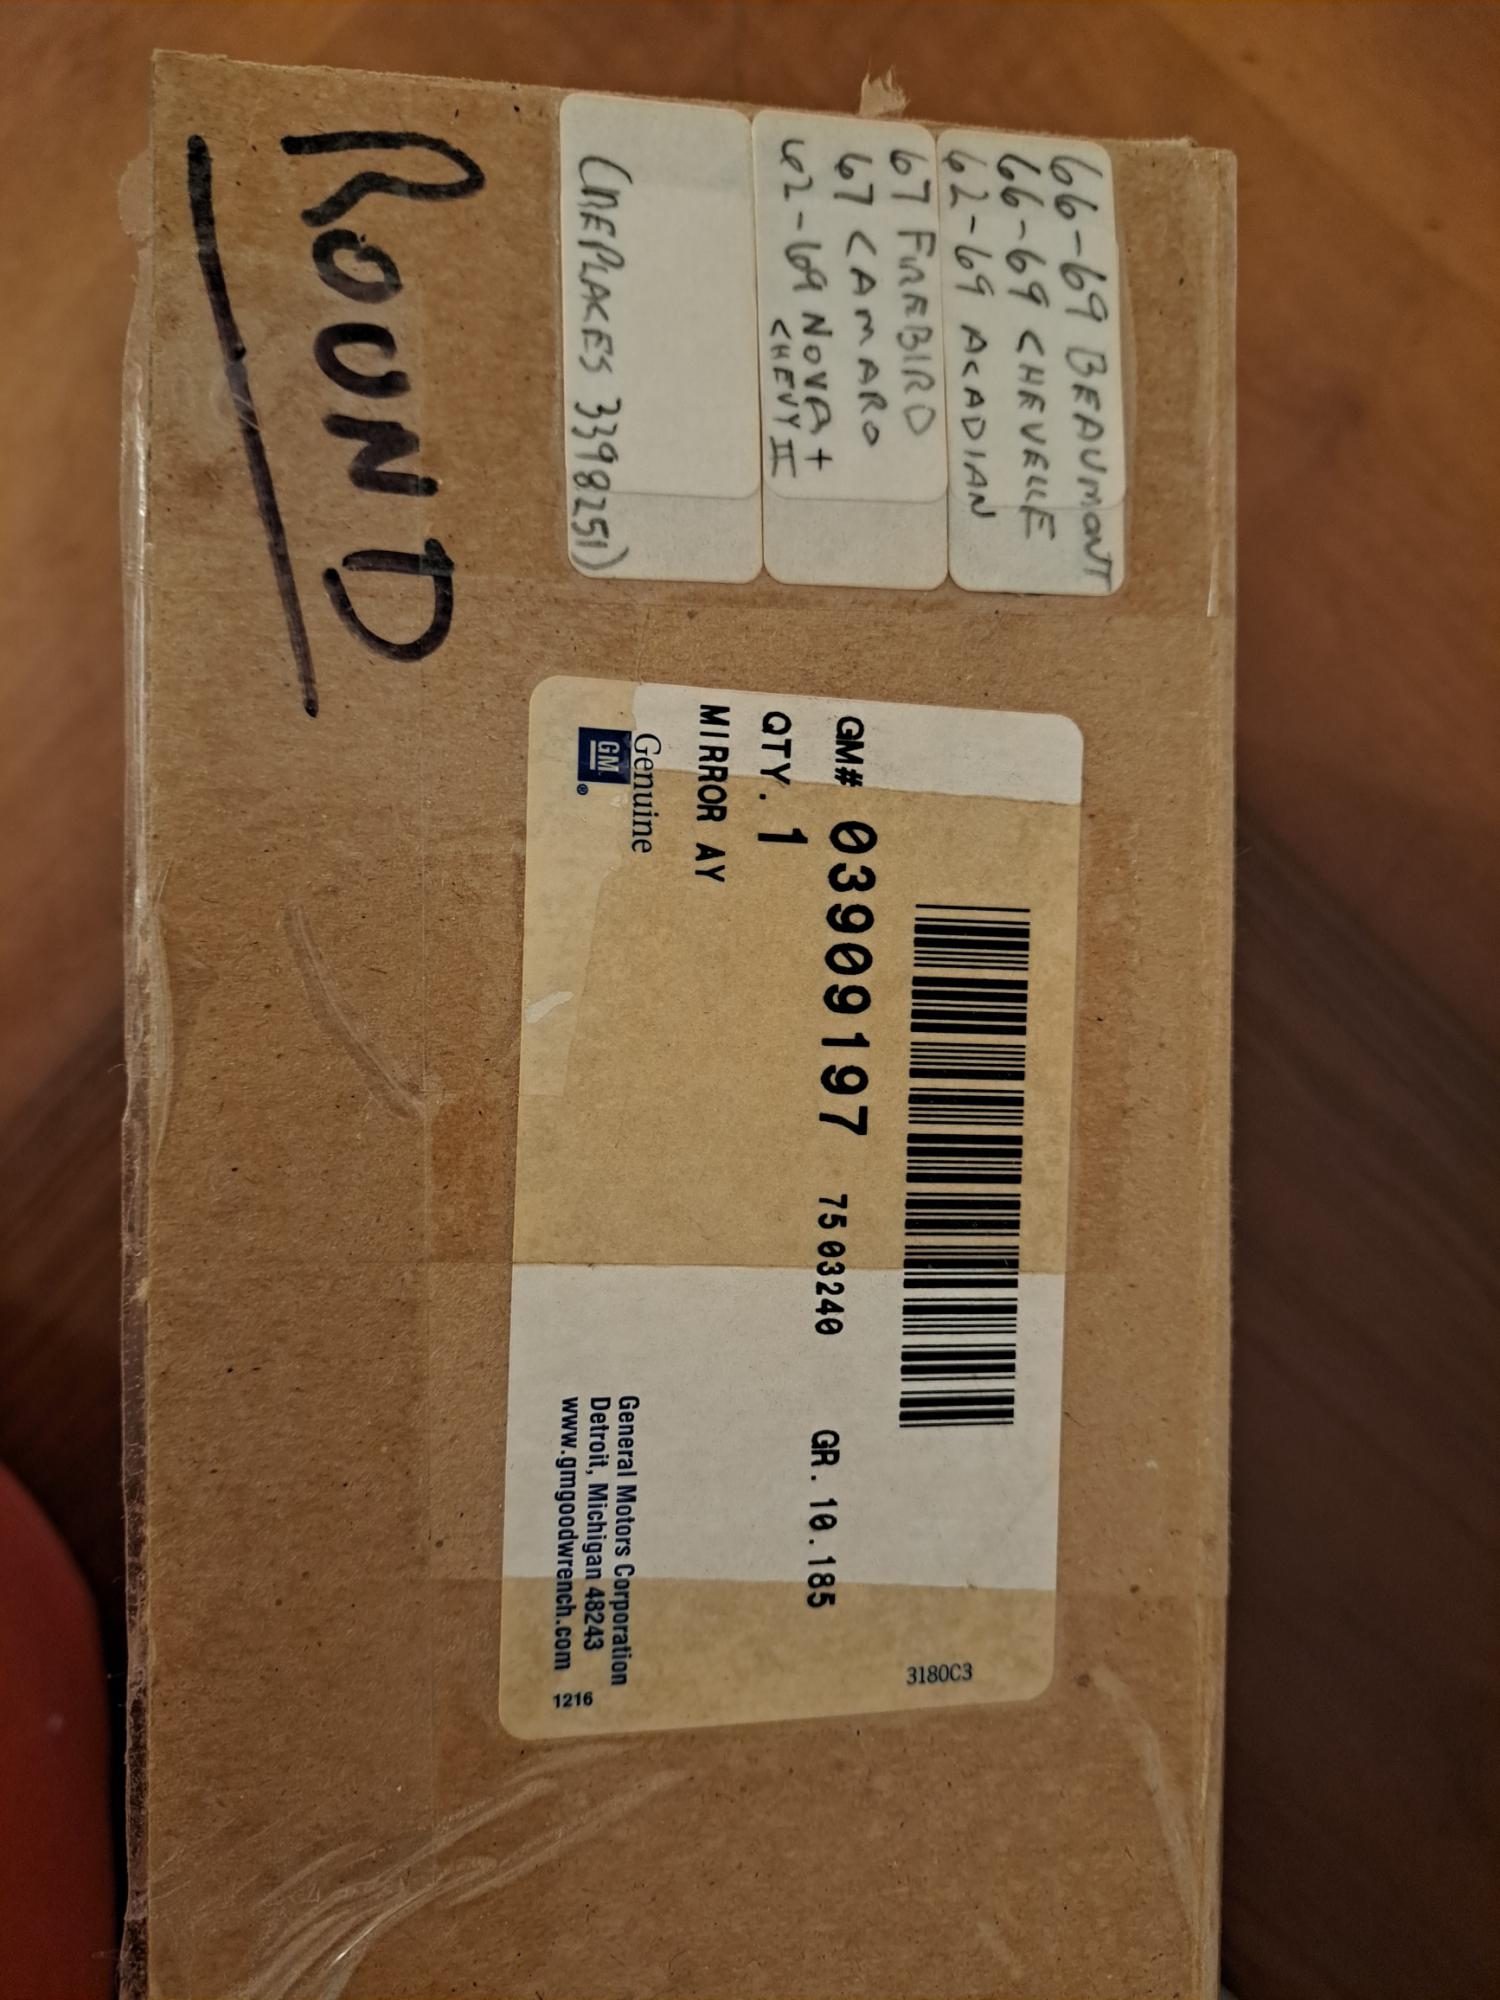 66-69 BEAUMONT
66-69 CHEVELLE
62-69 ACADIAN
67 FIREBIRD
67 CAMARO
62-69 NOVA +
CHEVY II
(REPLACES 3398251)
ROUND
3180C3
GM# 03909197 7503240 GR. 10.185
QTY. 1
MIRROR AY
Genuine
GM®
General Motors Corporation
Detroit, Michigan 48243
www.gmgoodwrench.com
1216